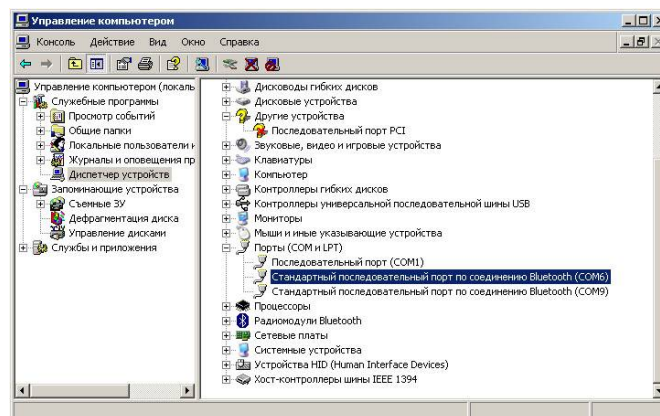 Управление компьютером
Консоль Действие Вид Окно Справка
Управление компьютером (локаль
Служебные программы
Просмотр событий
Общие папки
Локальные пользователи и
Журналы и оповещения пр
Диспетчер устройств
Запоминающие устройства
Съемные ЗУ
Дефрагментация диска
Управление дисками
Службы и приложения
Дисководы гибких дисков
Дисковые устройства
Другие устройства
Последовательный порт PCI
Звуковые, видео и игровые устройства
Клавиатуры
Компьютер
Контроллеры гибких дисков
Контроллеры универсальной последовательной шины USB
Мониторы
Мыши и иные указывающие устройства
Порты (COM и LPT)
Последовательный порт (COM1)
Стандартный последовательный порт по соединению Bluetooth (COM6)
Стандартный последовательный порт по соединению Bluetooth (COM9)
Процессоры
Радиомодули Bluetooth
Сетевые платы
Системные устройства
Устройства HID (Human Interface Devices)
Хост-контроллеры шины IEEE 1394